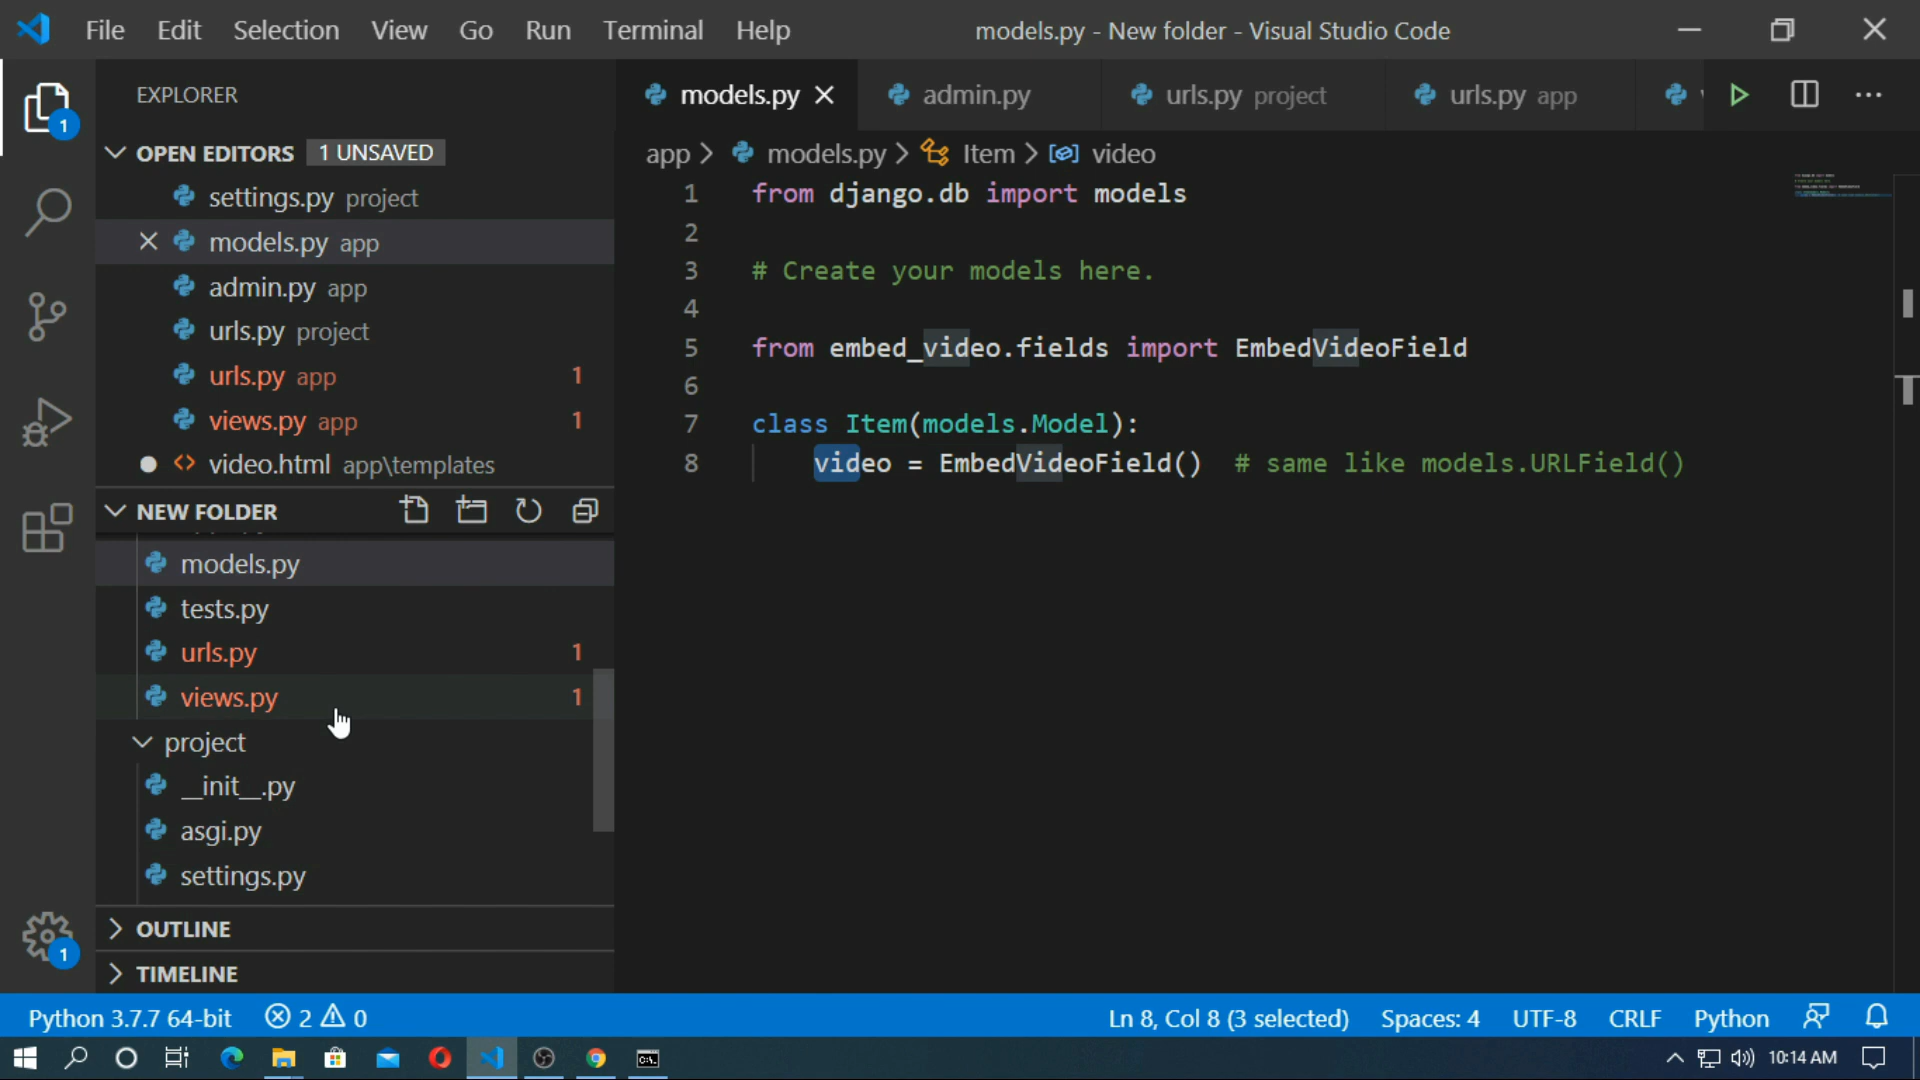 File Edit Selection View Go Run Terminal Help
models.py - New folder - Visual Studio Code
1
EXPLORER
OPEN EDITORS 1 UNSAVED
settings.py project
models.py app
admin.py app
urls.py project
urls.py app 1
views.py app 1
video.html app\templates
NEW FOLDER
models.py
tests.py
urls.py 1
views.py 1
project
__init__.py
asgi.py
settings.py
OUTLINE
TIMELINE
1
models.py admin.py urls.py project urls.py app
app > models.py > Item > video
1 from django.db import models
2
3 # Create your models here.
4
5 from embed_video.fields import EmbedVideoField
6
7 class Item(models.Model):
8 video = EmbedVideoField() # same like models.URLField()
Python 3.7.7 64-bit 2 0
Ln 8, Col 8 (3 selected) Spaces: 4 UTF-8 CRLF Python
10:14 AM